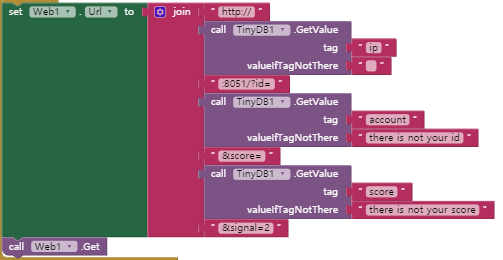 set Web1 . Url to join " http:// "
call TinyDB1 .GetValue
tag " ip "
valueIfTagNotThere " "
" :8051/?id= "
call TinyDB1 .GetValue
tag " account "
valueIfTagNotThere " there is not your id "
" &score= "
call TinyDB1 .GetValue
tag " score "
valueIfTagNotThere " there is not your score "
" &signal=2 "
call Web1 .Get